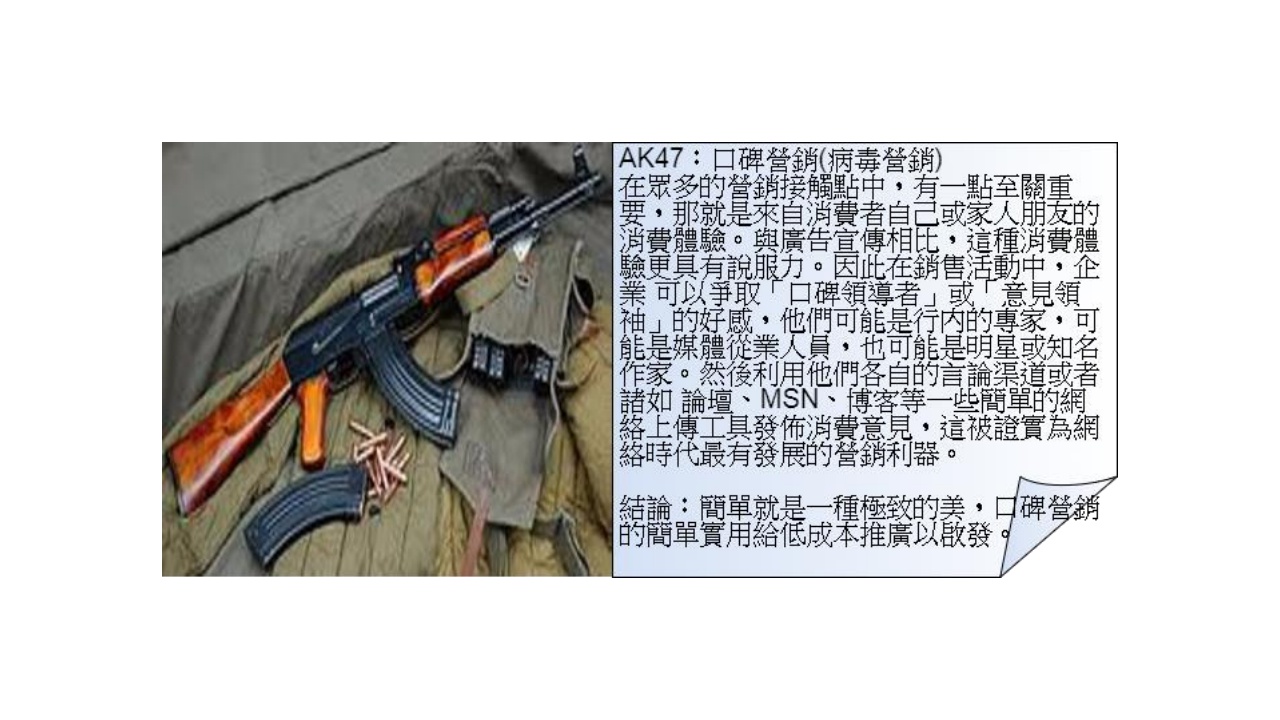 AK47：口碑營銷(病毒營銷)
在眾多的營銷接觸點中，有一點至關重
要，那就是來自消費者自己或家人朋友的
消費體驗。與廣告宣傳相比，這種消費體
驗更具有說服力。因此在銷售活動中，企
業 可以爭取「口碑領導者」或「意見領
袖」的好感，他們可能是行內的專家，可
能是媒體從業人員，也可能是明星或知名
作家。然後利用他們各自的言論渠道或者
諸如 論壇、MSN、博客等一些簡單的網
絡上傳工具發佈消費意見，這被證實為網
絡時代最有發展的營銷利器。
結論：簡單就是一種極致的美，口碑營銷
的簡單實用給低成本推廣以啟發。